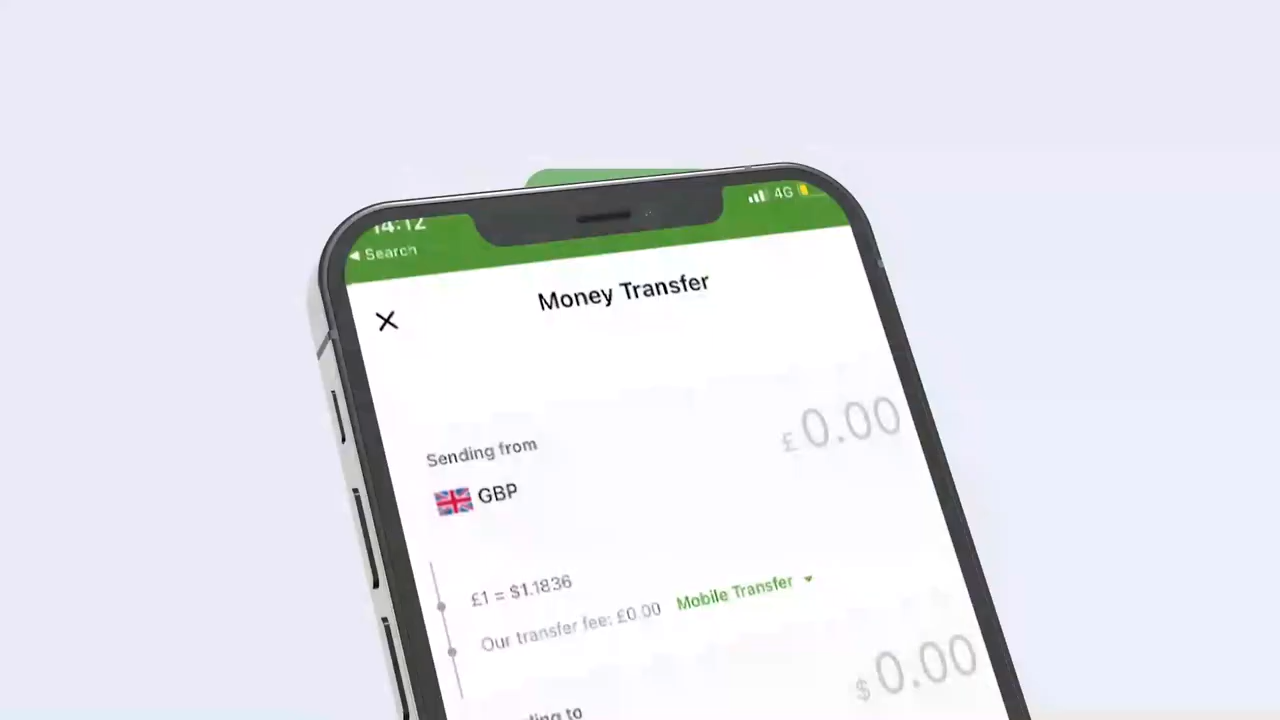 14:12
4G
Search
Money Transfer
£0.00
Sending from
GBP
£1 = $1.1836
Our transfer fee: £0.00 Mobile Transfer
$0.00
to